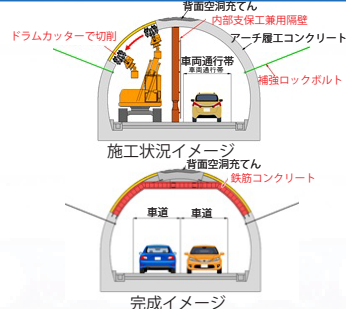 背面空洞充てん
内部支保工兼用隔壁
ドラムカッターで切削
アーチ履工コンクリート
車両通行帯
車両通行帯
補強ロックボルト
施工状況イメージ
背面空洞充てん
鉄筋コンクリート
車道 車道
完成イメージ